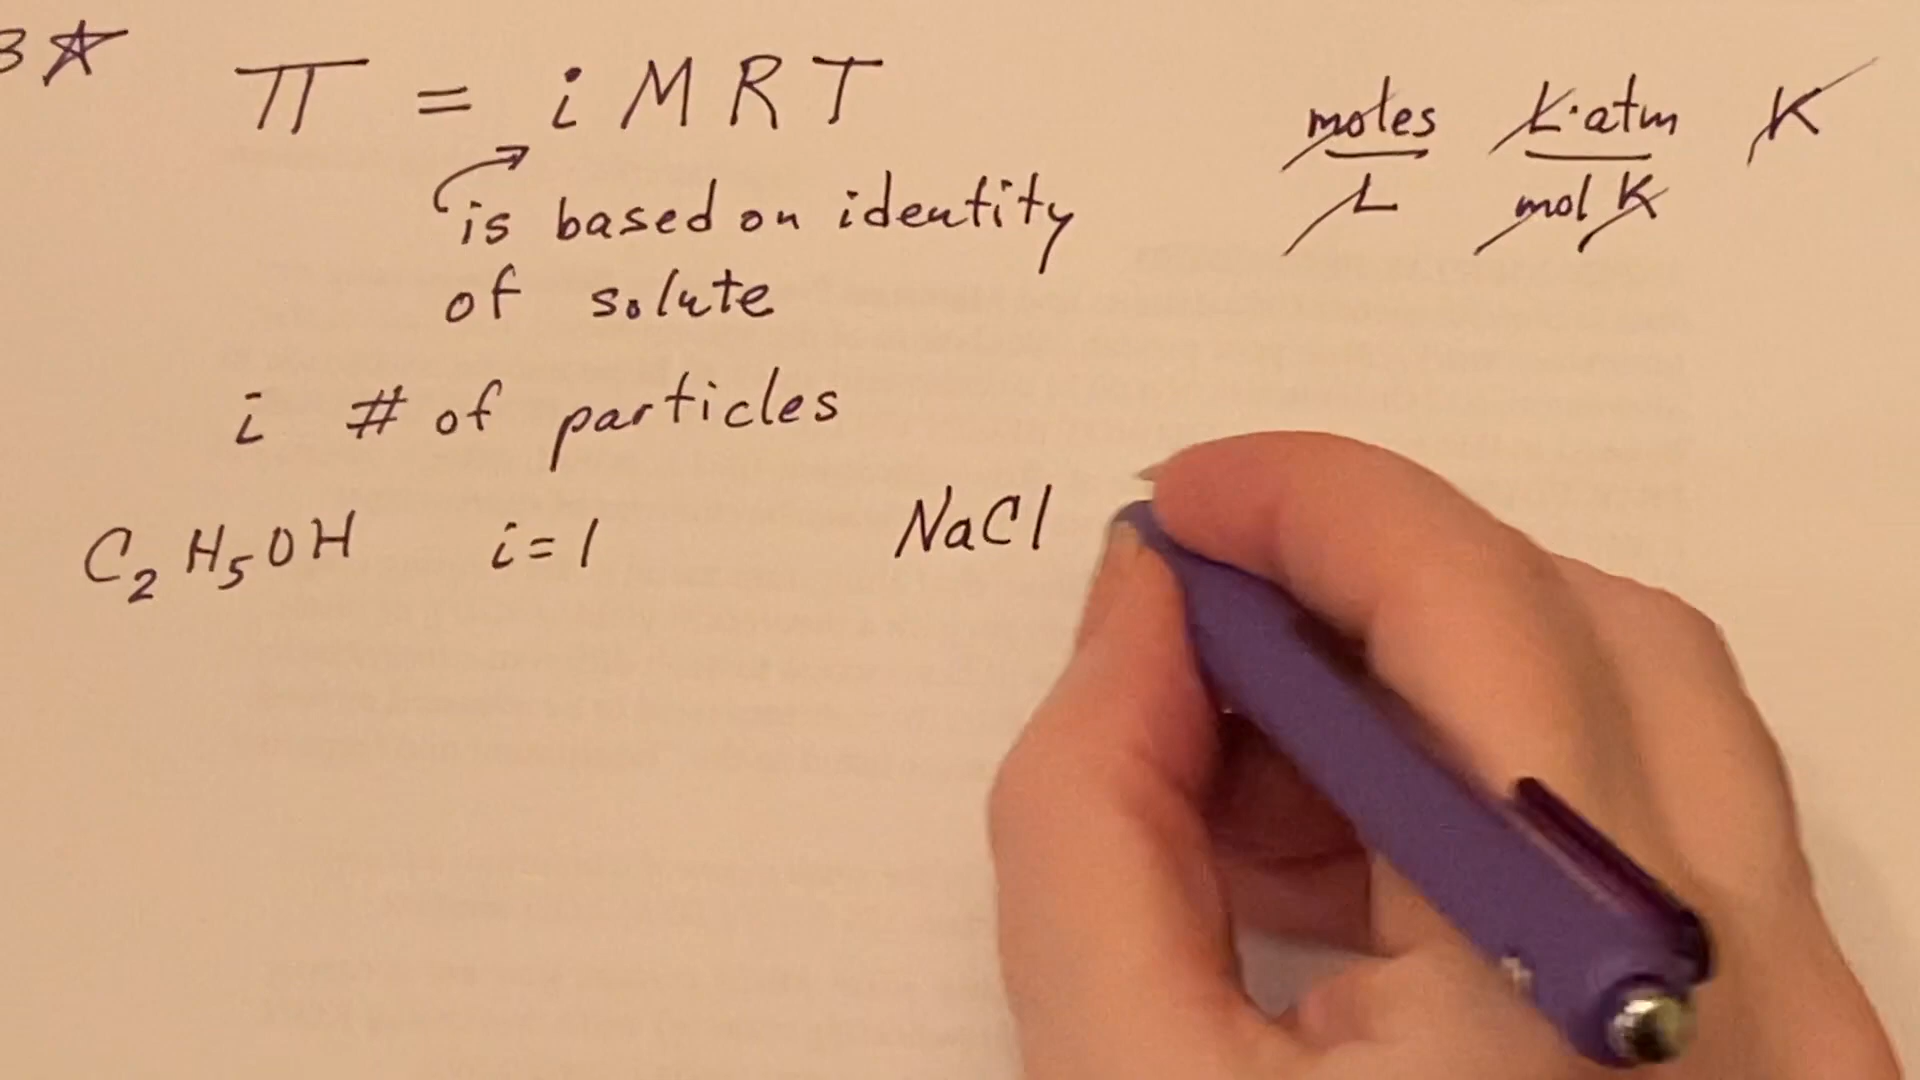 3☆ π = i M R T
moles L·atm K
L mol K
is based on identity
of solute
i # of particles
C₂H₅OH i = 1 NaCl